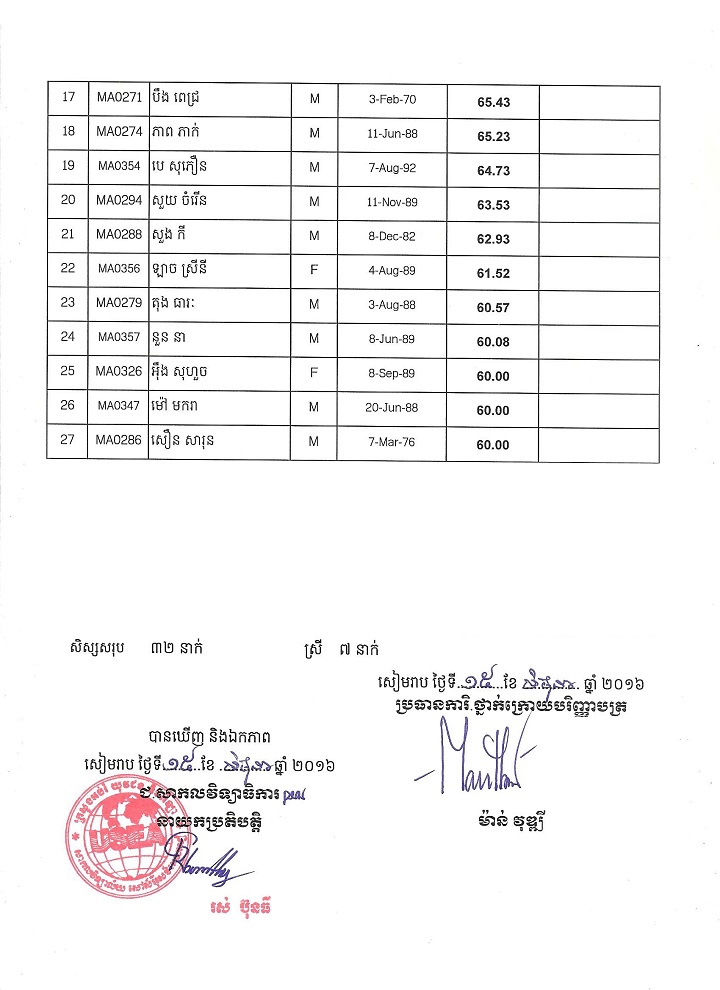 17 MA0271 បឹង ពេជ្រ M 3-Feb-70 65.43
18 MA0274 ភាព ភាក់ M 11-Jun-88 65.23
19 MA0354 បេ សុភឿន M 7-Aug-92 64.73
20 MA0294 សួយ ចំរើន M 11-Nov-89 63.53
21 MA0288 សួង គី M 8-Dec-82 62.93
22 MA0356 ឡាច ស្រីនី F 4-Aug-89 61.52
23 MA0279 តុង ធារៈ M 3-Aug-88 60.57
24 MA0357 នួន នា M 8-Jun-89 60.08
25 MA0326 អ៊ឹង សុហួច F 8-Sep-89 60.00
26 MA0347 ម៉ៅ មករា M 20-Jun-88 60.00
27 MA0286 សឿន សារុន M 7-Mar-76 60.00
សិស្សសរុប ៣២ នាក់ ស្រី ៧ នាក់
សៀមរាប ថ្ងៃទី ១៥ ខែ មិថុនា ឆ្នាំ ២០១៦
ប្រធានការិ.ថ្នាក់ក្រោយបរិញ្ញាបត្រ
ម៉ាន់ វុឌ្ឍី
បានឃើញ និងឯកភាព
សៀមរាប ថ្ងៃទី ១៥ ខែ មិថុនា ឆ្នាំ ២០១៦
ជ.សាកលវិទ្យាធិការ
នាយកប្រតិបត្តិ
USEA
រស់ ប៊ុនធី